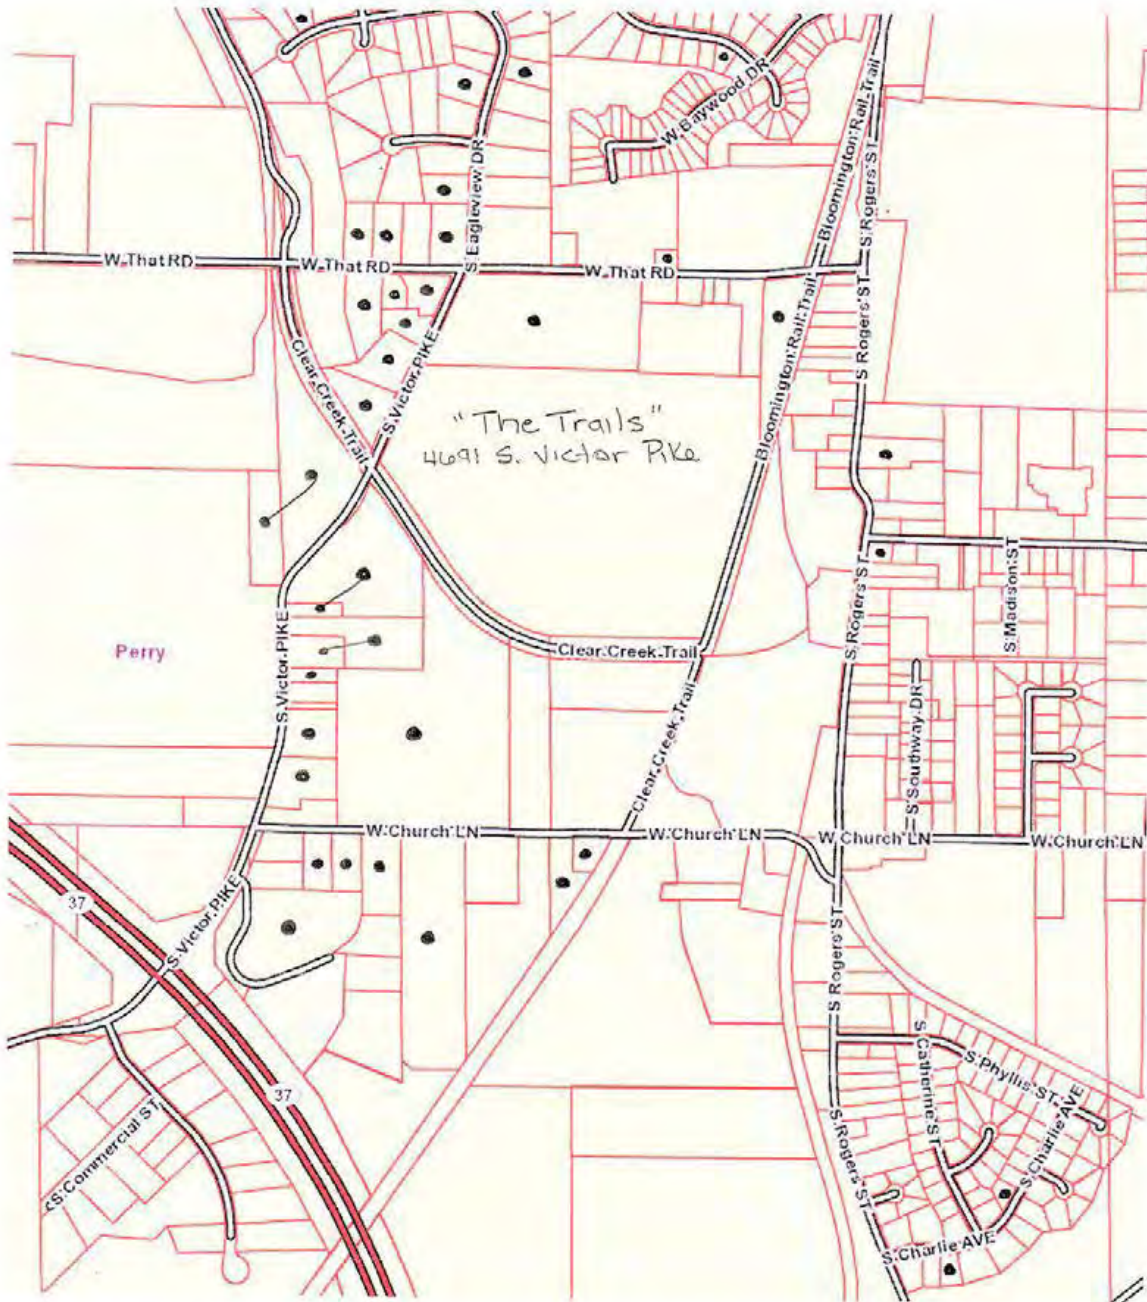 W Baywood DR
Bloomington Rail Trail
S Eagleview DR
Bloomington Rail Trail
S Rogers ST
W That RD
W That RD
W That RD
Clear Creek Trail
S Victor PIKE
Bloomington Rail Trail
S Rogers ST
"The Trails"
4691 S. Victor Pike
S Madison ST
S Rogers ST
Perry
S Victor PIKE
Clear Creek Trail
Clear Creek Trail
S Southway DR
W Church LN
W Church LN
W Church LN
W Church LN
37
S Victor PIKE
S Rogers ST
37
S Commercial ST
S Catherine ST
S Phyllis ST
S Rogers ST
S Charlie AVE
S Charlie AVE